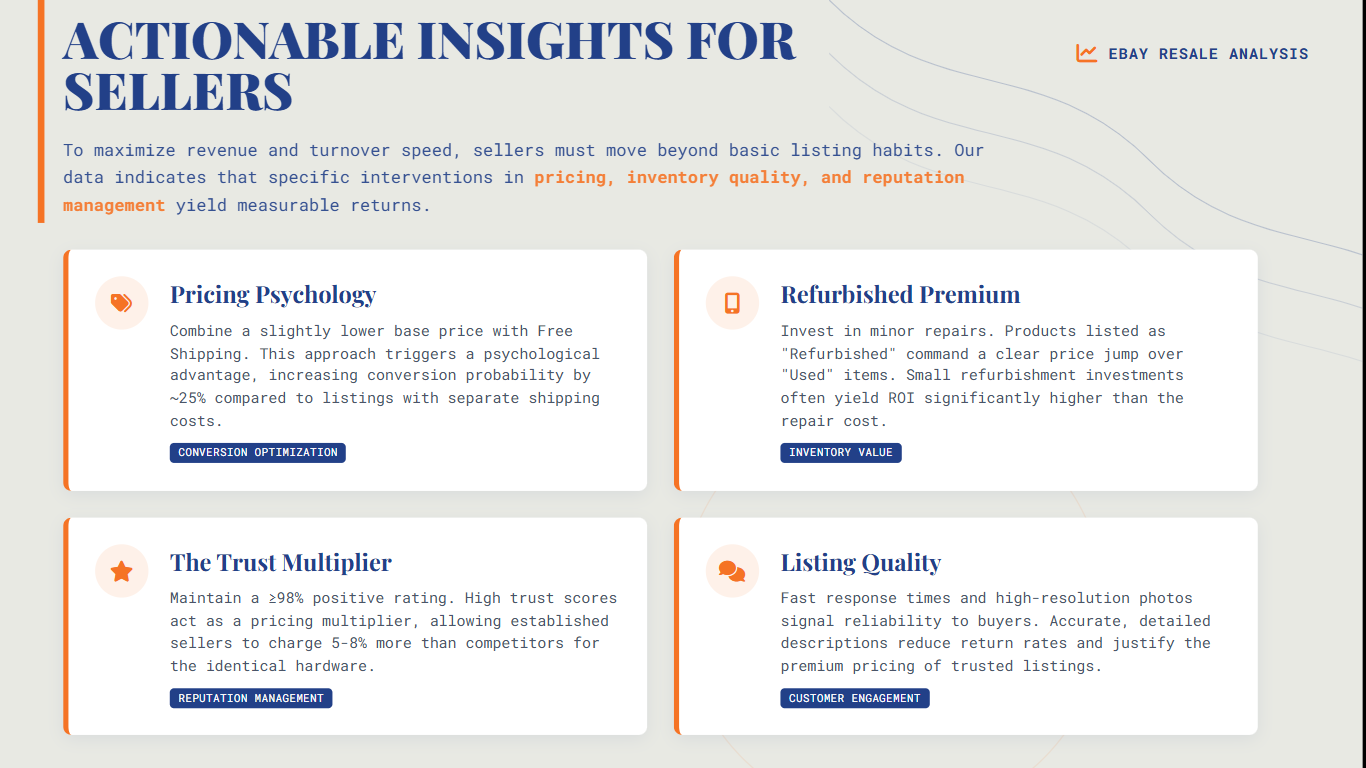 ACTIONABLE INSIGHTS FOR
SELLERS
EBAY RESALE ANALYSIS
To maximize revenue and turnover speed, sellers must move beyond basic listing habits. Our
data indicates that specific interventions in pricing, inventory quality, and reputation
management yield measurable returns.
Pricing Psychology
Combine a slightly lower base price with Free
Shipping. This approach triggers a psychological
advantage, increasing conversion probability by
~25% compared to listings with separate shipping
costs.
CONVERSION OPTIMIZATION
Refurbished Premium
Invest in minor repairs. Products listed as
"Refurbished" command a clear price jump over
"Used" items. Small refurbishment investments
often yield ROI significantly higher than the
repair cost.
INVENTORY VALUE
The Trust Multiplier
Maintain a ≥98% positive rating. High trust scores
act as a pricing multiplier, allowing established
sellers to charge 5-8% more than competitors for
the identical hardware.
REPUTATION MANAGEMENT
Listing Quality
Fast response times and high-resolution photos
signal reliability to buyers. Accurate, detailed
descriptions reduce return rates and justify the
premium pricing of trusted listings.
CUSTOMER ENGAGEMENT